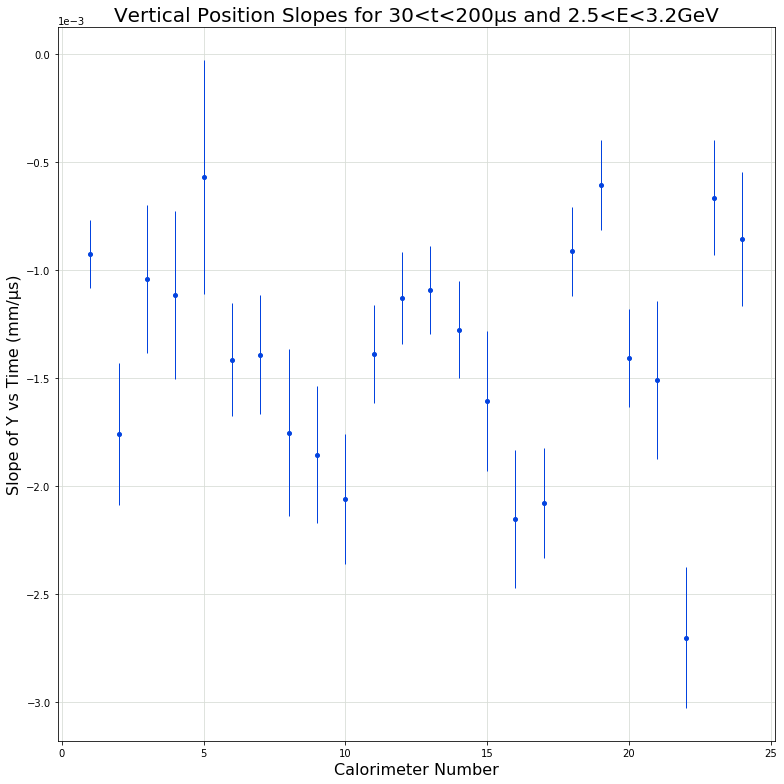 Vertical Position Slopes for 30<t<200μs and 2.5<E<3.2GeV
1e−3
0.0
−0.5
−1.0
−1.5
−2.0
−2.5
−3.0
Slope of Y vs Time (mm/μs)
0 5 10 15 20 25
Calorimeter Number